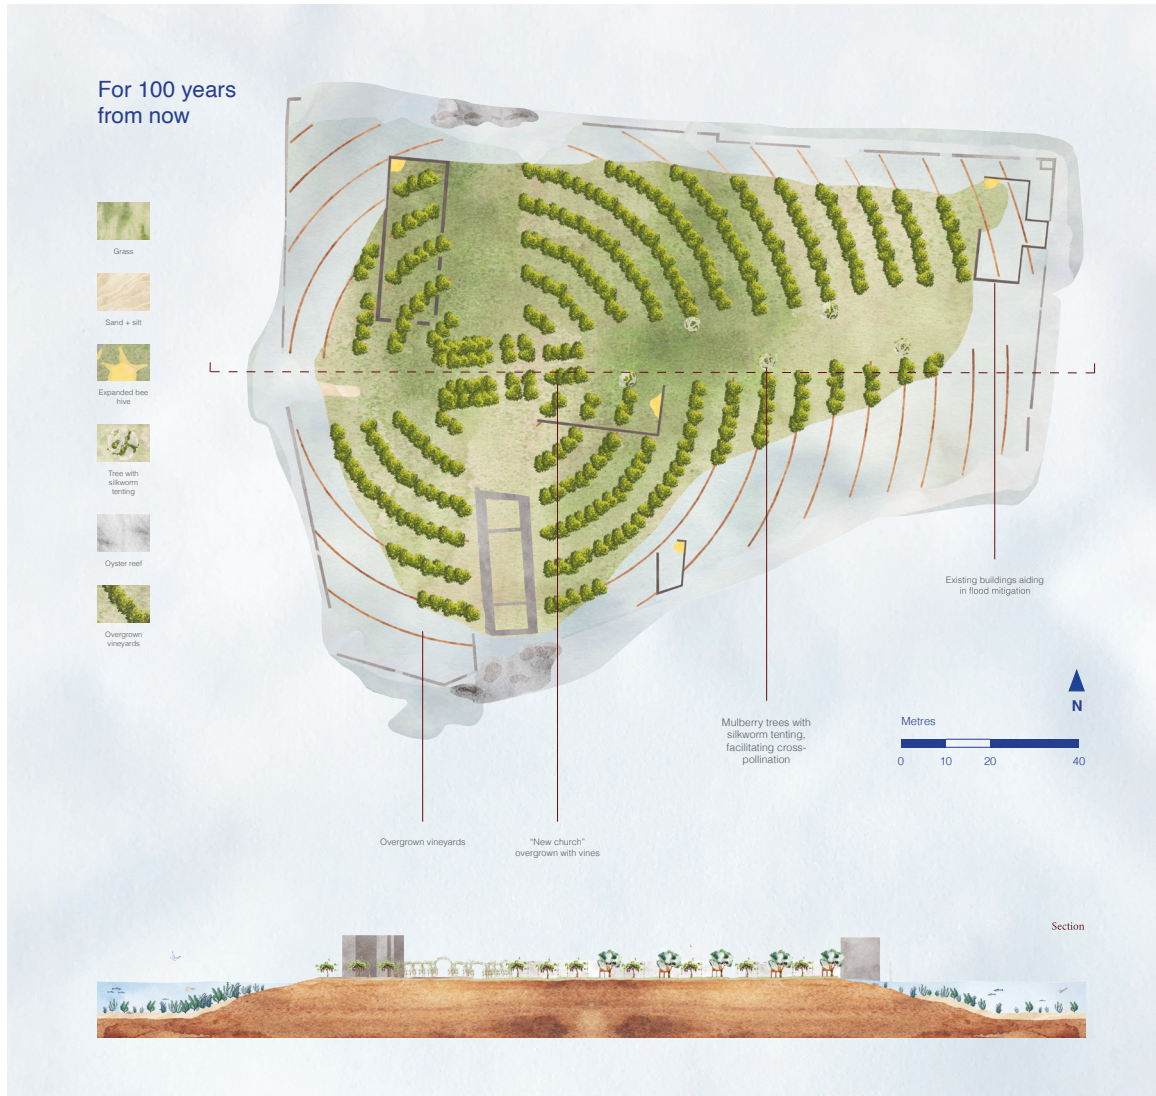 For 100 years
from now
Grass
Sand + silt
Expanded bee
hive
Tree with
silkworm
tenting
Oyster reef
Overgrown
vineyards
Existing buildings aiding
in flood mitigation
N
Metres
0 10 20 40
Mulberry trees with
silkworm tenting,
facilitating cross-
pollination
Overgrown vineyards
"New church"
overgrown with vines
Section